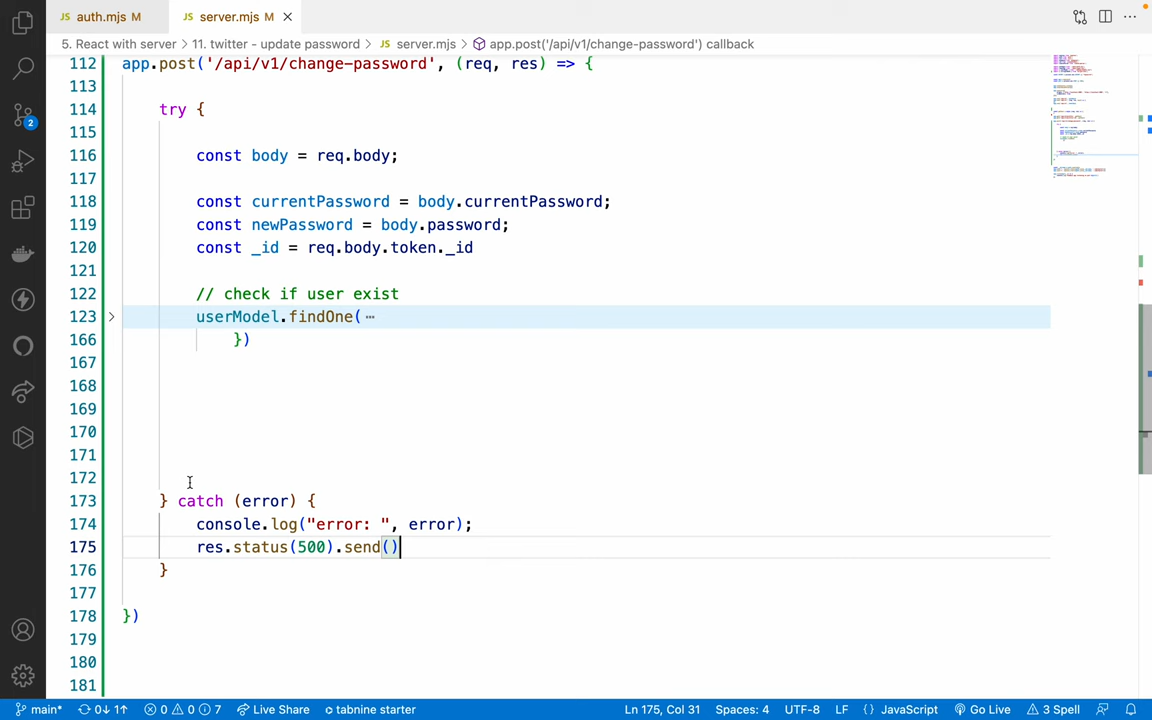 JS auth.mjs M
JS server.mjs M
5. React with server > 11. twitter - update password > JS server.mjs > app.post('/api/v1/change-password') callback
112 app.post('/api/v1/change-password', (req, res) => {
113
114 try {
115
116 const body = req.body;
117
118 const currentPassword = body.currentPassword;
119 const newPassword = body.password;
120 const _id = req.body.token._id
121
122 // check if user exist
123 userModel.findOne( ⋯
166 })
167
168
169
170
171
172
173 } catch (error) {
174 console.log("error: ", error);
175 res.status(500).send()
176 }
177
178 })
179
180
181
2
main* 0↓ 1↑ 0 0 7 Live Share tabnine starter Ln 175, Col 31 Spaces: 4 UTF-8 LF {} JavaScript Go Live 3 Spell